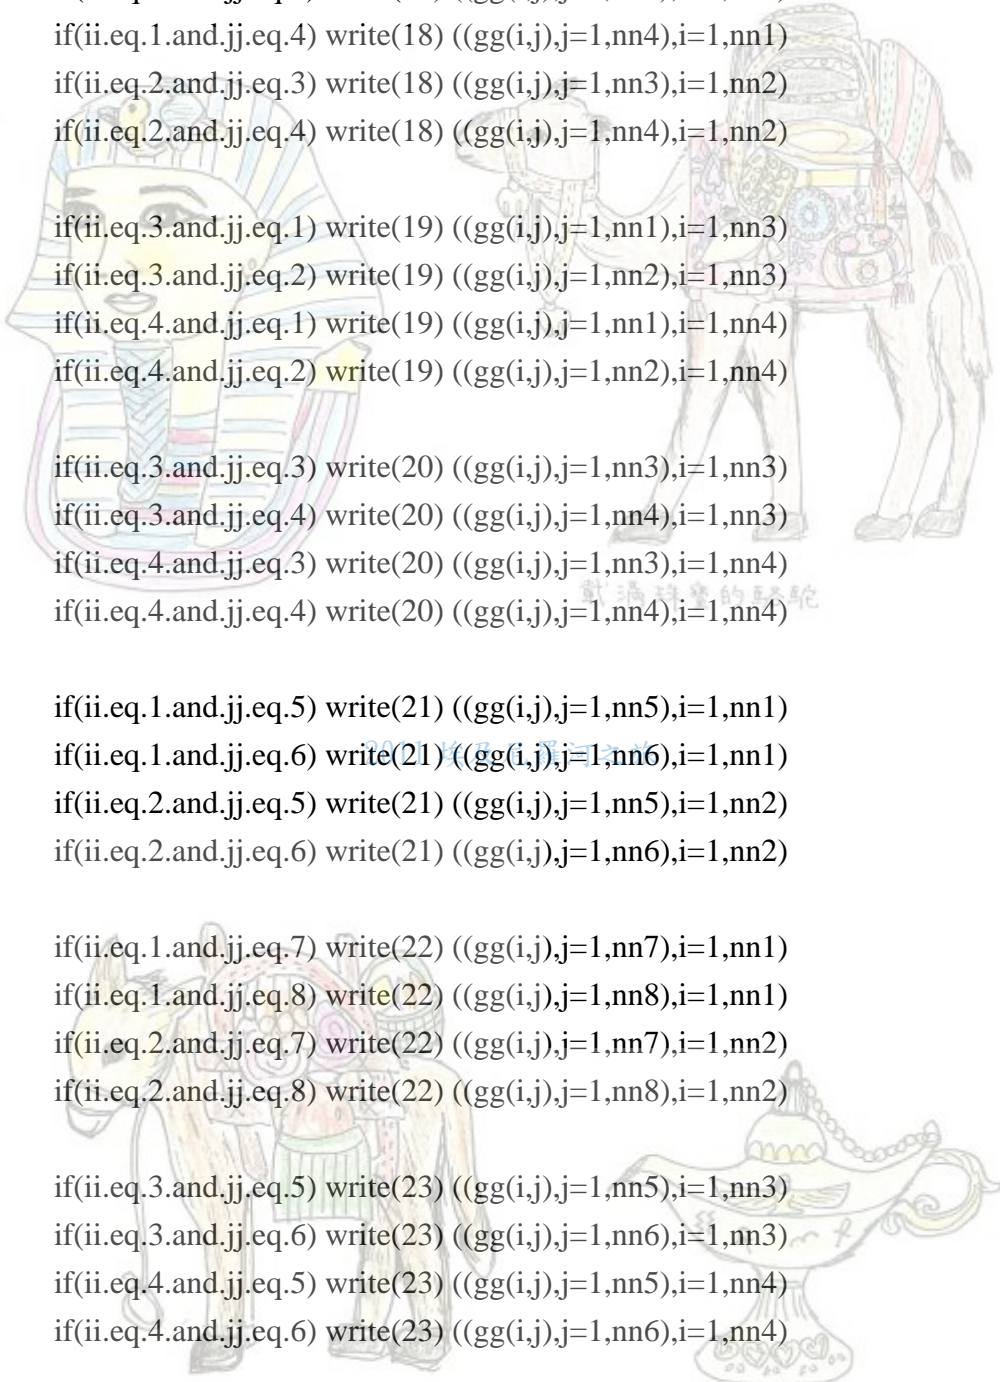 if(ii.eq.1.and.jj.eq.4) write(18) ((gg(i,j),j=1,nn4),i=1,nn1)
if(ii.eq.2.and.jj.eq.3) write(18) ((gg(i,j),j=1,nn3),i=1,nn2)
if(ii.eq.2.and.jj.eq.4) write(18) ((gg(i,j),j=1,nn4),i=1,nn2)
if(ii.eq.3.and.jj.eq.1) write(19) ((gg(i,j),j=1,nn1),i=1,nn3)
if(ii.eq.3.and.jj.eq.2) write(19) ((gg(i,j),j=1,nn2),i=1,nn3)
if(ii.eq.4.and.jj.eq.1) write(19) ((gg(i,j),j=1,nn1),i=1,nn4)
if(ii.eq.4.and.jj.eq.2) write(19) ((gg(i,j),j=1,nn2),i=1,nn4)
if(ii.eq.3.and.jj.eq.3) write(20) ((gg(i,j),j=1,nn3),i=1,nn3)
if(ii.eq.3.and.jj.eq.4) write(20) ((gg(i,j),j=1,nn4),i=1,nn3)
if(ii.eq.4.and.jj.eq.3) write(20) ((gg(i,j),j=1,nn3),i=1,nn4)
戴滿珠寶的駱駝
if(ii.eq.4.and.jj.eq.4) write(20) ((gg(i,j),j=1,nn4),i=1,nn4)
if(ii.eq.1.and.jj.eq.5) write(21) ((gg(i,j),j=1,nn5),i=1,nn1)
if(ii.eq.1.and.jj.eq.6) write(21) ((gg(i,j),j=1,nn6),i=1,nn1)
2011 埃及尼羅河之旅
if(ii.eq.2.and.jj.eq.5) write(21) ((gg(i,j),j=1,nn5),i=1,nn2)
if(ii.eq.2.and.jj.eq.6) write(21) ((gg(i,j),j=1,nn6),i=1,nn2)
if(ii.eq.1.and.jj.eq.7) write(22) ((gg(i,j),j=1,nn7),i=1,nn1)
if(ii.eq.1.and.jj.eq.8) write(22) ((gg(i,j),j=1,nn8),i=1,nn1)
if(ii.eq.2.and.jj.eq.7) write(22) ((gg(i,j),j=1,nn7),i=1,nn2)
if(ii.eq.2.and.jj.eq.8) write(22) ((gg(i,j),j=1,nn8),i=1,nn2)
if(ii.eq.3.and.jj.eq.5) write(23) ((gg(i,j),j=1,nn5),i=1,nn3)
if(ii.eq.3.and.jj.eq.6) write(23) ((gg(i,j),j=1,nn6),i=1,nn3)
if(ii.eq.4.and.jj.eq.5) write(23) ((gg(i,j),j=1,nn5),i=1,nn4)
if(ii.eq.4.and.jj.eq.6) write(23) ((gg(i,j),j=1,nn6),i=1,nn4)